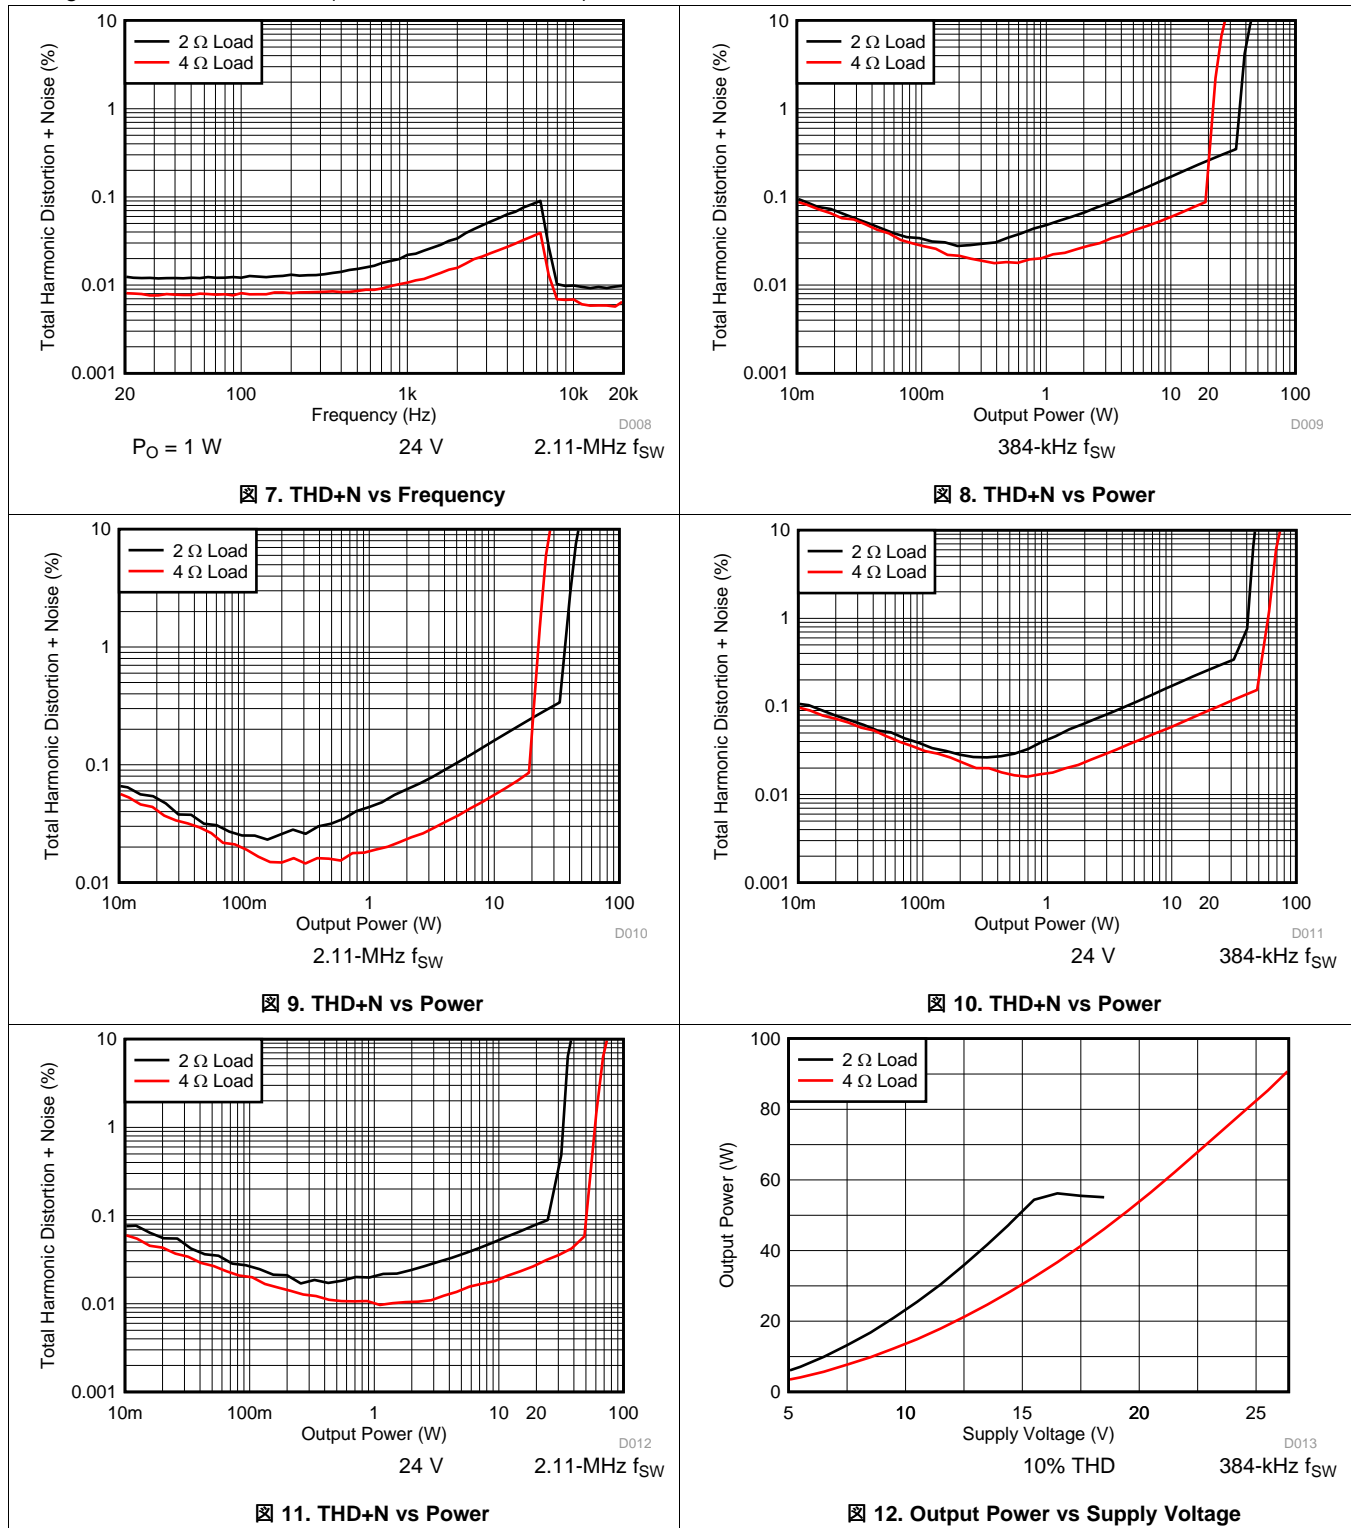 10
1
0.1
0.01
0.001
Total Harmonic Distortion + Noise (%)
2 Ω Load
4 Ω Load
20
100
1k
10k
20k
Frequency (Hz)
D008
P_O = 1 W
24 V
2.11-MHz f_SW
図 7. THD+N vs Frequency
10
1
0.1
0.01
0.001
Total Harmonic Distortion + Noise (%)
2 Ω Load
4 Ω Load
10m
100m
1
10
20
100
Output Power (W)
D009
384-kHz f_SW
図 8. THD+N vs Power
10
1
0.1
0.01
Total Harmonic Distortion + Noise (%)
2 Ω Load
4 Ω Load
10m
100m
1
10
100
Output Power (W)
D010
2.11-MHz f_SW
図 9. THD+N vs Power
10
1
0.1
0.01
0.001
Total Harmonic Distortion + Noise (%)
2 Ω Load
4 Ω Load
10m
100m
1
10
20
100
Output Power (W)
D011
24 V
384-kHz f_SW
図 10. THD+N vs Power
10
1
0.1
0.01
0.001
Total Harmonic Distortion + Noise (%)
2 Ω Load
4 Ω Load
10m
100m
1
10
20
100
Output Power (W)
D012
24 V
2.11-MHz f_SW
図 11. THD+N vs Power
100
80
60
40
20
0
Output Power (W)
2 Ω Load
4 Ω Load
5
10
15
20
25
Supply Voltage (V)
D013
10% THD
384-kHz f_SW
図 12. Output Power vs Supply Voltage